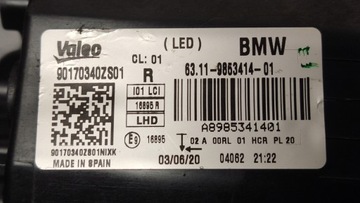 Valeo (LED) BMW
CL: 01
90170340ZS01 R 63.11-9853414-01
I01 LCI
16895 R
LHD
A8985341401
E9 16895
02 A 00RL 01 HCR PL 20
MADE IN SPAIN
03/06/20 04062 21:22
90170340ZS01NIXK